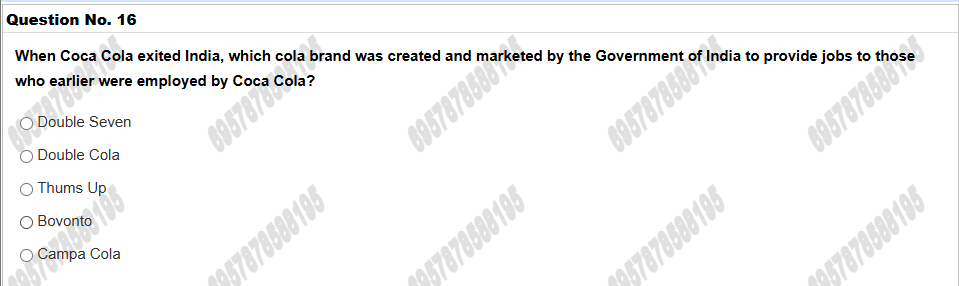 Question No. 16
When Coca Cola exited India, which cola brand was created and marketed by the Government of India to provide jobs to those
who earlier were employed by Coca Cola?
Double Seven
Double Cola
Thums Up
Bovonto
Campa Cola